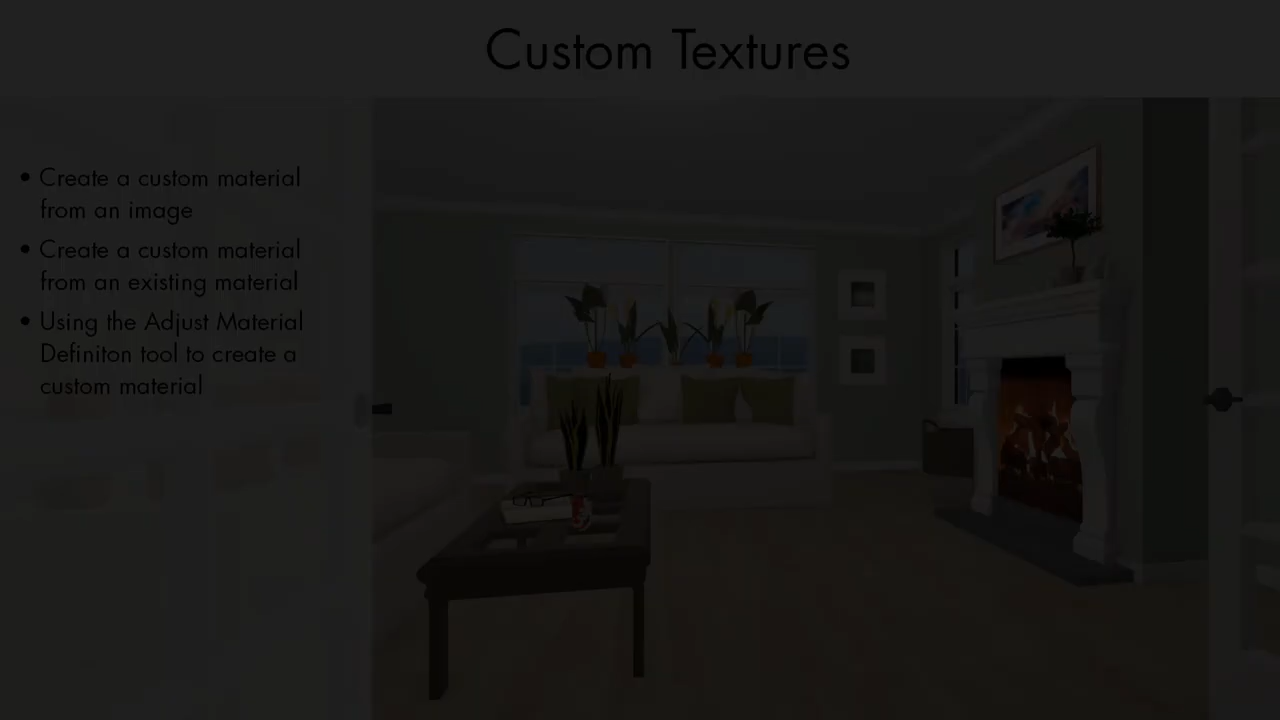 Custom Textures
• Create a custom material
from an image
• Create a custom material
from an existing material
• Using the Adjust Material
Definiton tool to create a
custom material